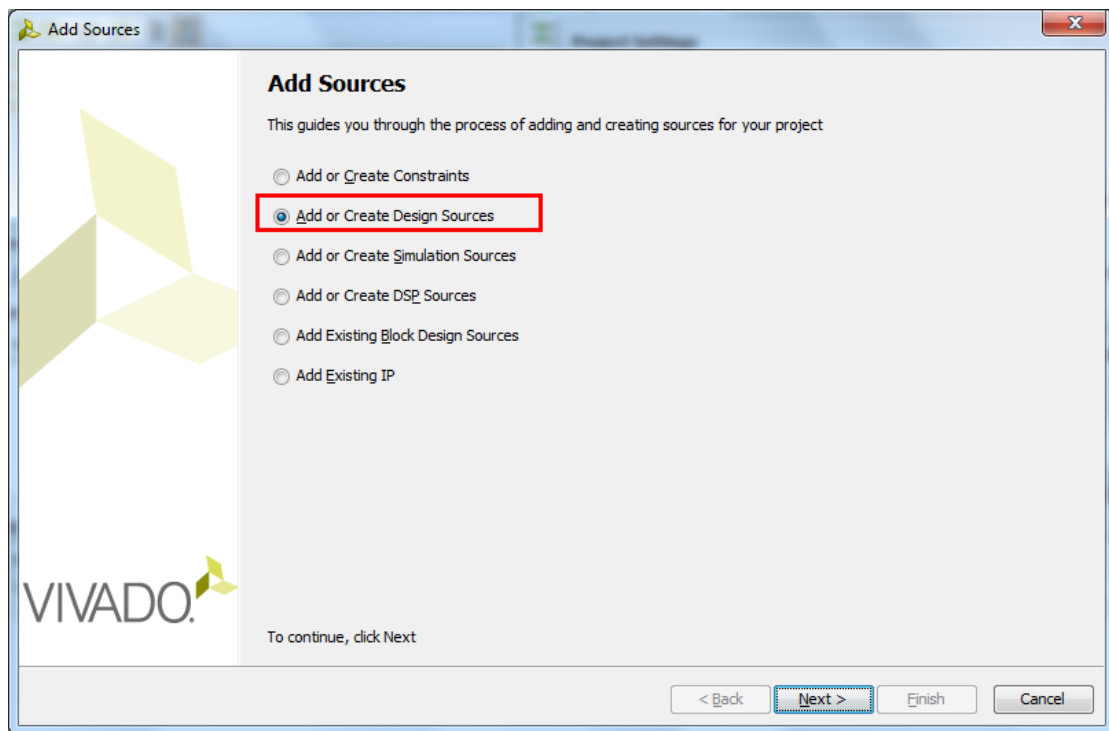 Add Sources
Project Settings
Add Sources
This guides you through the process of adding and creating sources for your project
Add or Create Constraints
Add or Create Design Sources
Add or Create Simulation Sources
Add or Create DSP Sources
Add Existing Block Design Sources
Add Existing IP
VIVADO.
To continue, click Next
< Back
Next >
Finish
Cancel